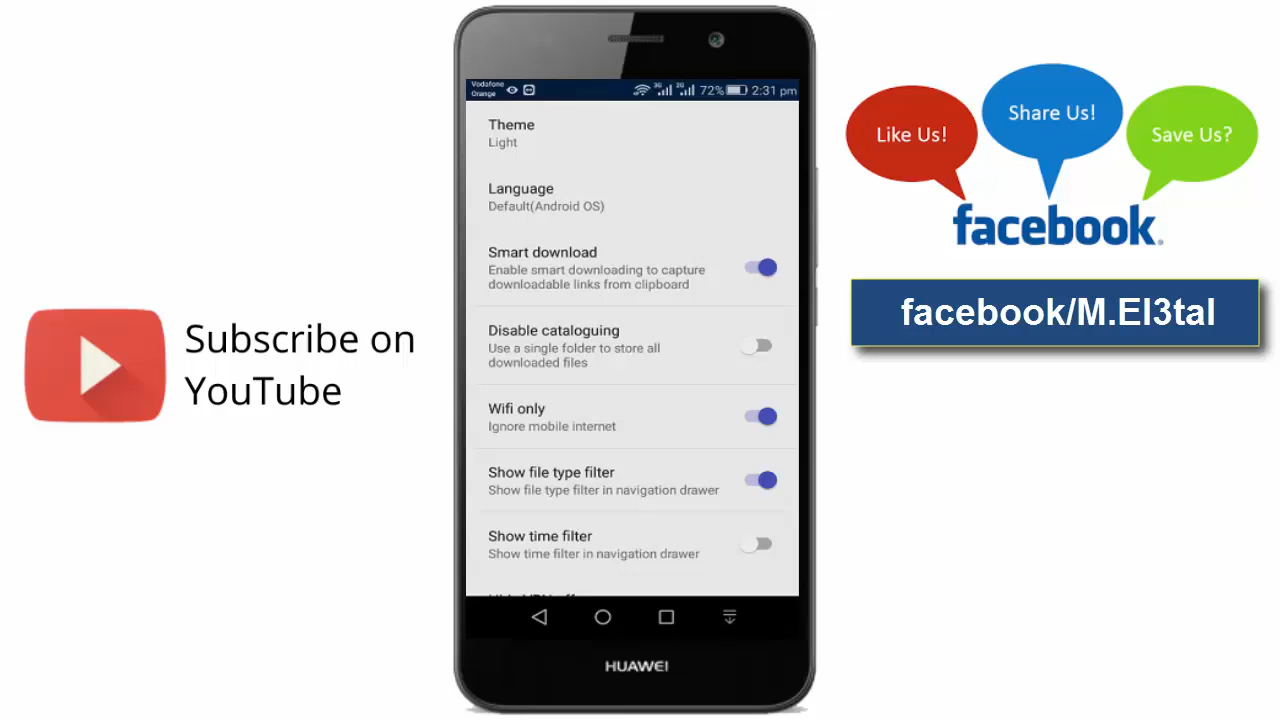 Vodafone
Orange
3G 2G 72% 2:31 pm
Theme
Light
Language
Default(Android OS)
Smart download
Enable smart downloading to capture
downloadable links from clipboard
Disable cataloguing
Use a single folder to store all
downloaded files
Wifi only
Ignore mobile internet
Show file type filter
Show file type filter in navigation drawer
Show time filter
Show time filter in navigation drawer
HUAWEI
Subscribe on
YouTube
Like Us!
Share Us!
Save Us?
facebook.
facebook/M.El3tal